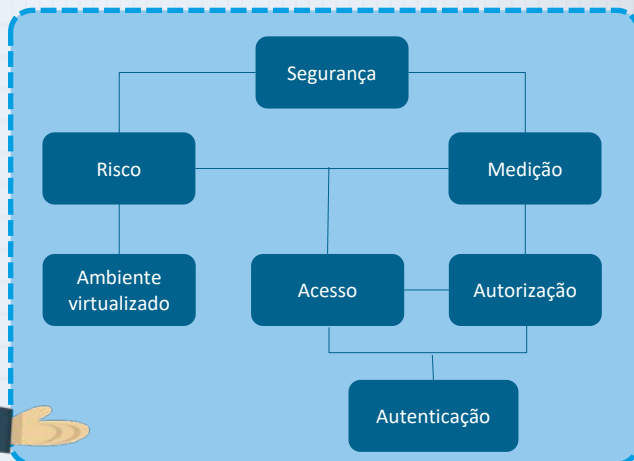 Segurança
Risco
Medição
Ambiente
virtualizado
Acesso
Autorização
Autenticação